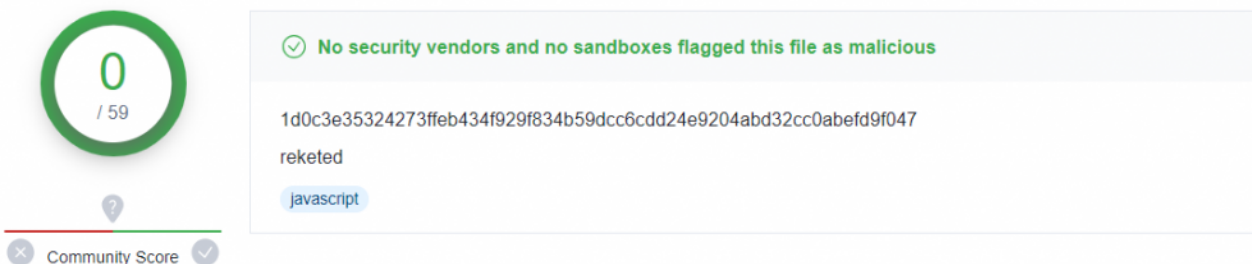 0
/ 59
No security vendors and no sandboxes flagged this file as malicious
1d0c3e35324273ffeb434f929f834b59dcc6cdd24e9204abd32cc0abefd9f047
reketed
javascript
?
Community Score